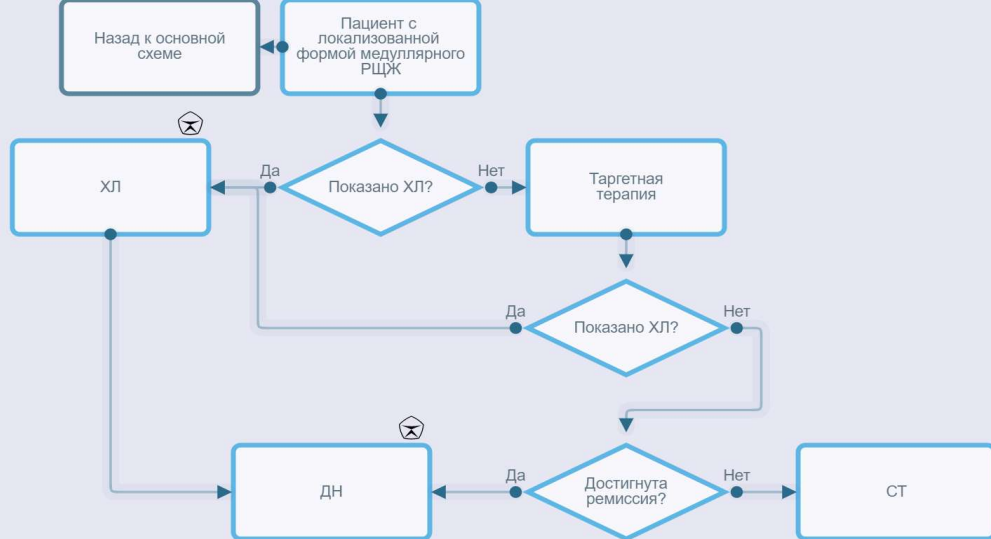 Назад к основной
схеме
Пациент с
локализованной
формой медуллярного
РЩЖ
ХЛ
Да
Показано ХЛ?
Нет
Таргетная
терапия
Да
Показано ХЛ?
Нет
ДН
Да
Достигнута
ремиссия?
Нет
СТ